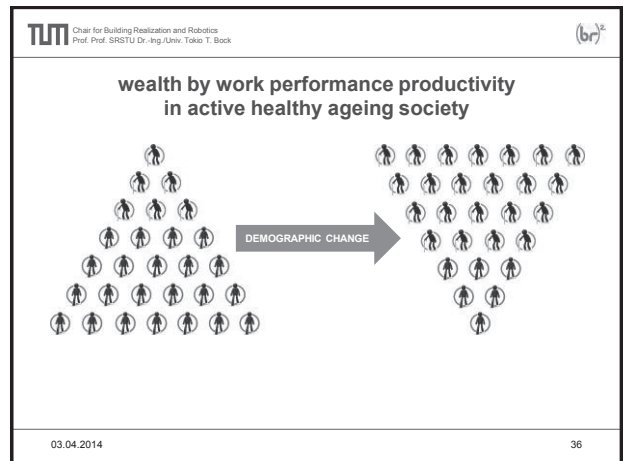 TUM
Chair for Building Realization and Robotics
Prof. Prof. SRSTU Dr.-Ing./Univ. Tokio T. Bock
(br)²
wealth by work performance productivity
in active healthy ageing society
DEMOGRAPHIC CHANGE
03.04.2014
36